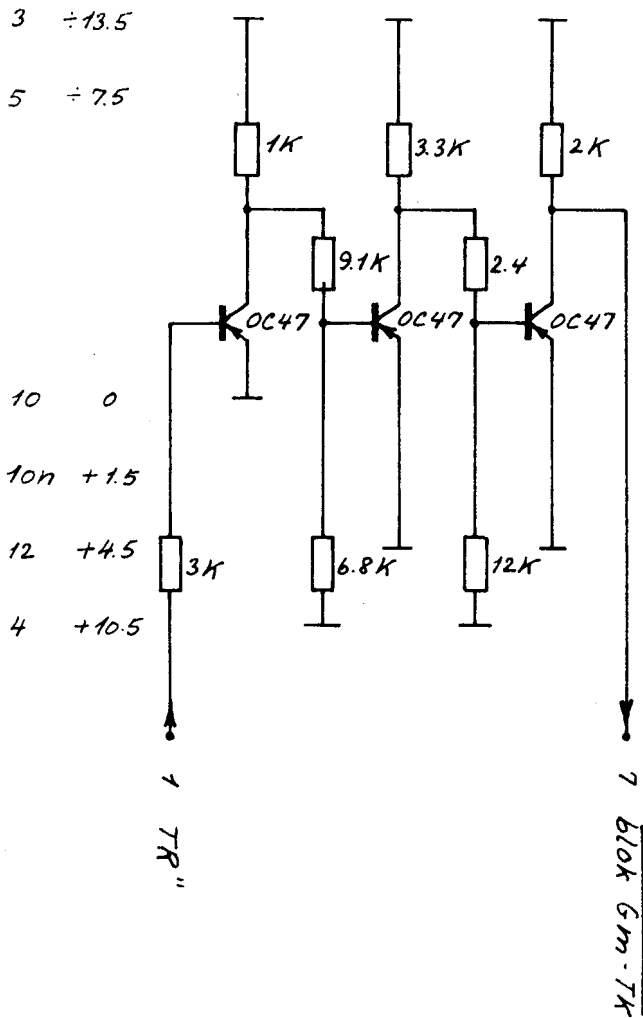 3 ÷13.5
5 ÷7.5
1K
3.3K
2K
9.1K
2.4
OC47
OC47
OC47
10 0
10n +1.5
12 +4.5
3K
6.8K
12K
4 +10.5
1 TR"
7 blok Gm-TK